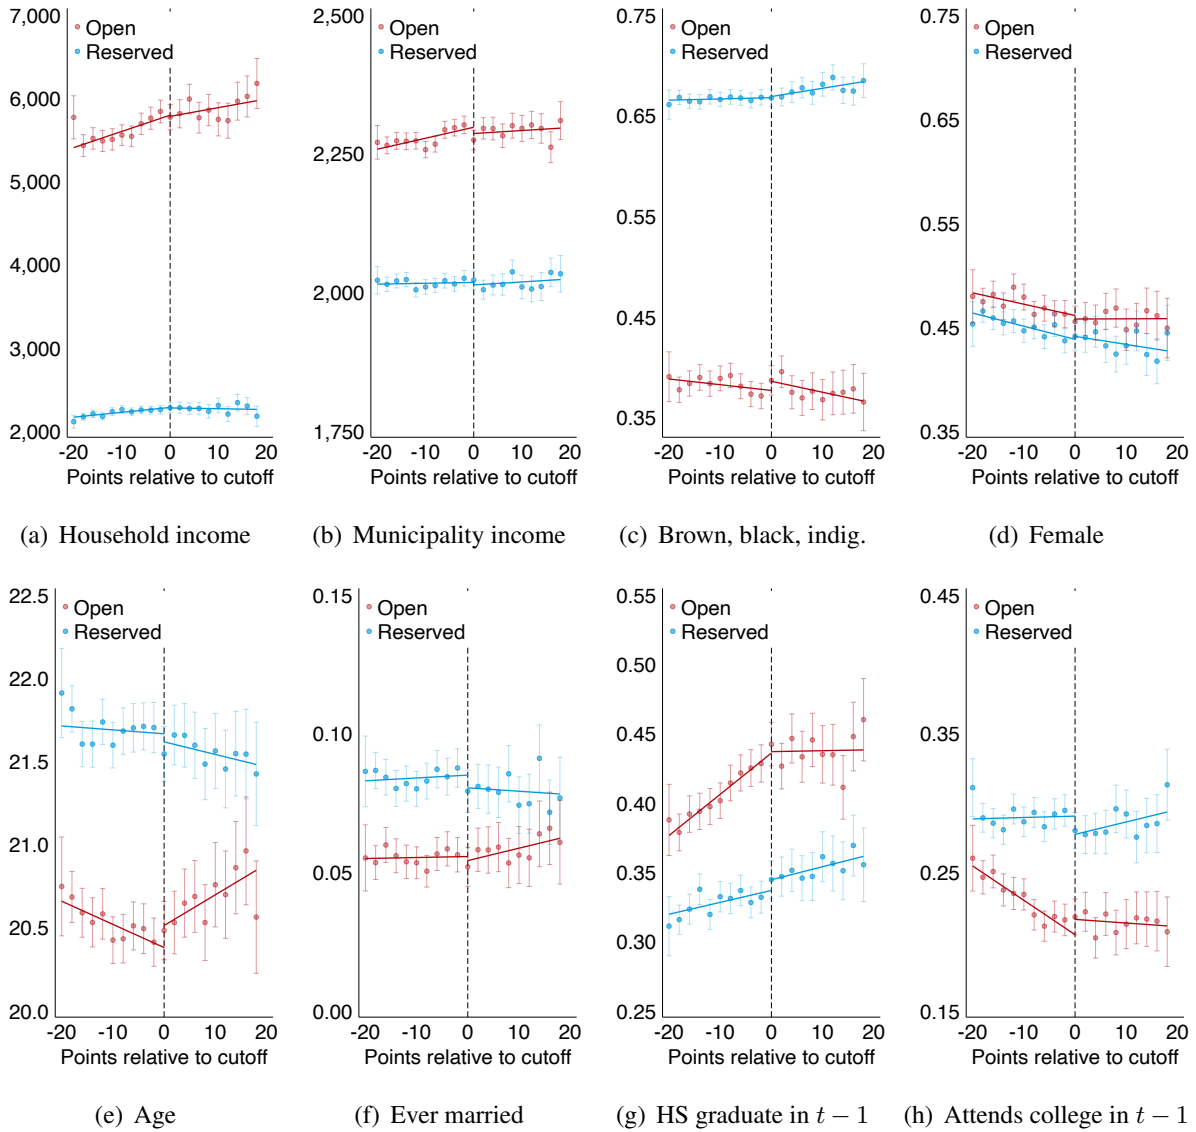 7,000
6,000
5,000
4,000
3,000
2,000
Open
Reserved
-20 -10 0 10 20
Points relative to cutoff
(a) Household income
2,500
2,250
2,000
1,750
Open
Reserved
-20 -10 0 10 20
Points relative to cutoff
(b) Municipality income
0.75
0.65
0.55
0.45
0.35
Open
Reserved
-20 -10 0 10 20
Points relative to cutoff
(c) Brown, black, indig.
0.75
0.65
0.55
0.45
0.35
Open
Reserved
-20 -10 0 10 20
Points relative to cutoff
(d) Female
22.5
22.0
21.5
21.0
20.5
20.0
Open
Reserved
-20 -10 0 10 20
Points relative to cutoff
(e) Age
0.15
0.10
0.05
0.00
Open
Reserved
-20 -10 0 10 20
Points relative to cutoff
(f) Ever married
0.55
0.50
0.45
0.40
0.35
0.30
0.25
Open
Reserved
-20 -10 0 10 20
Points relative to cutoff
(g) HS graduate in t − 1
0.45
0.35
0.25
0.15
Open
Reserved
-20 -10 0 10 20
Points relative to cutoff
(h) Attends college in t − 1